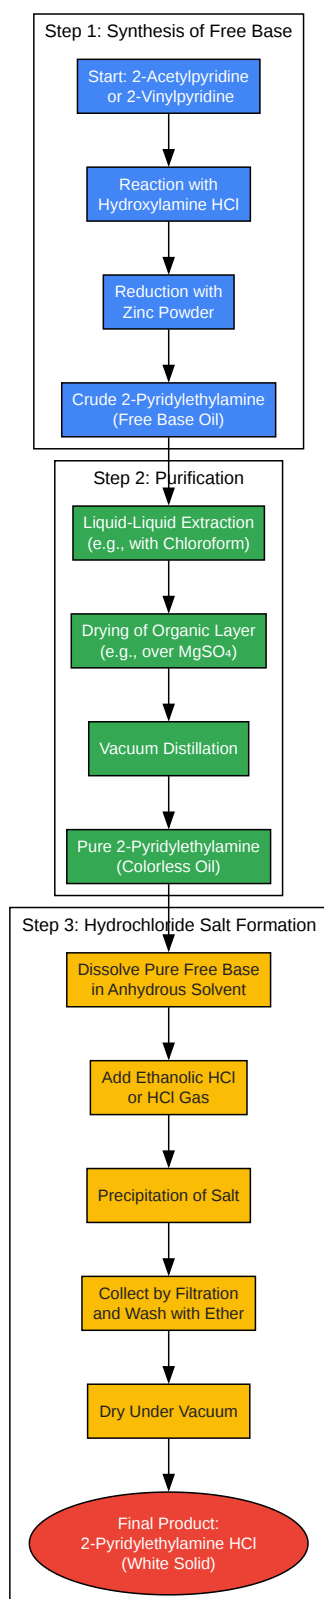 Step 1: Synthesis of Free Base
Start: 2-Acetylpyridine
or 2-Vinylpyridine
Reaction with
Hydroxylamine HCl
Reduction with
Zinc Powder
Crude 2-Pyridylethylamine
(Free Base Oil)
Step 2: Purification
Liquid-Liquid Extraction
(e.g., with Chloroform)
Drying of Organic Layer
(e.g., over MgSO₄)
Vacuum Distillation
Pure 2-Pyridylethylamine
(Colorless Oil)
Step 3: Hydrochloride Salt Formation
Dissolve Pure Free Base
in Anhydrous Solvent
Add Ethanolic HCl
or HCl Gas
Precipitation of Salt
Collect by Filtration
and Wash with Ether
Dry Under Vacuum
Final Product:
2-Pyridylethylamine HCl
(White Solid)